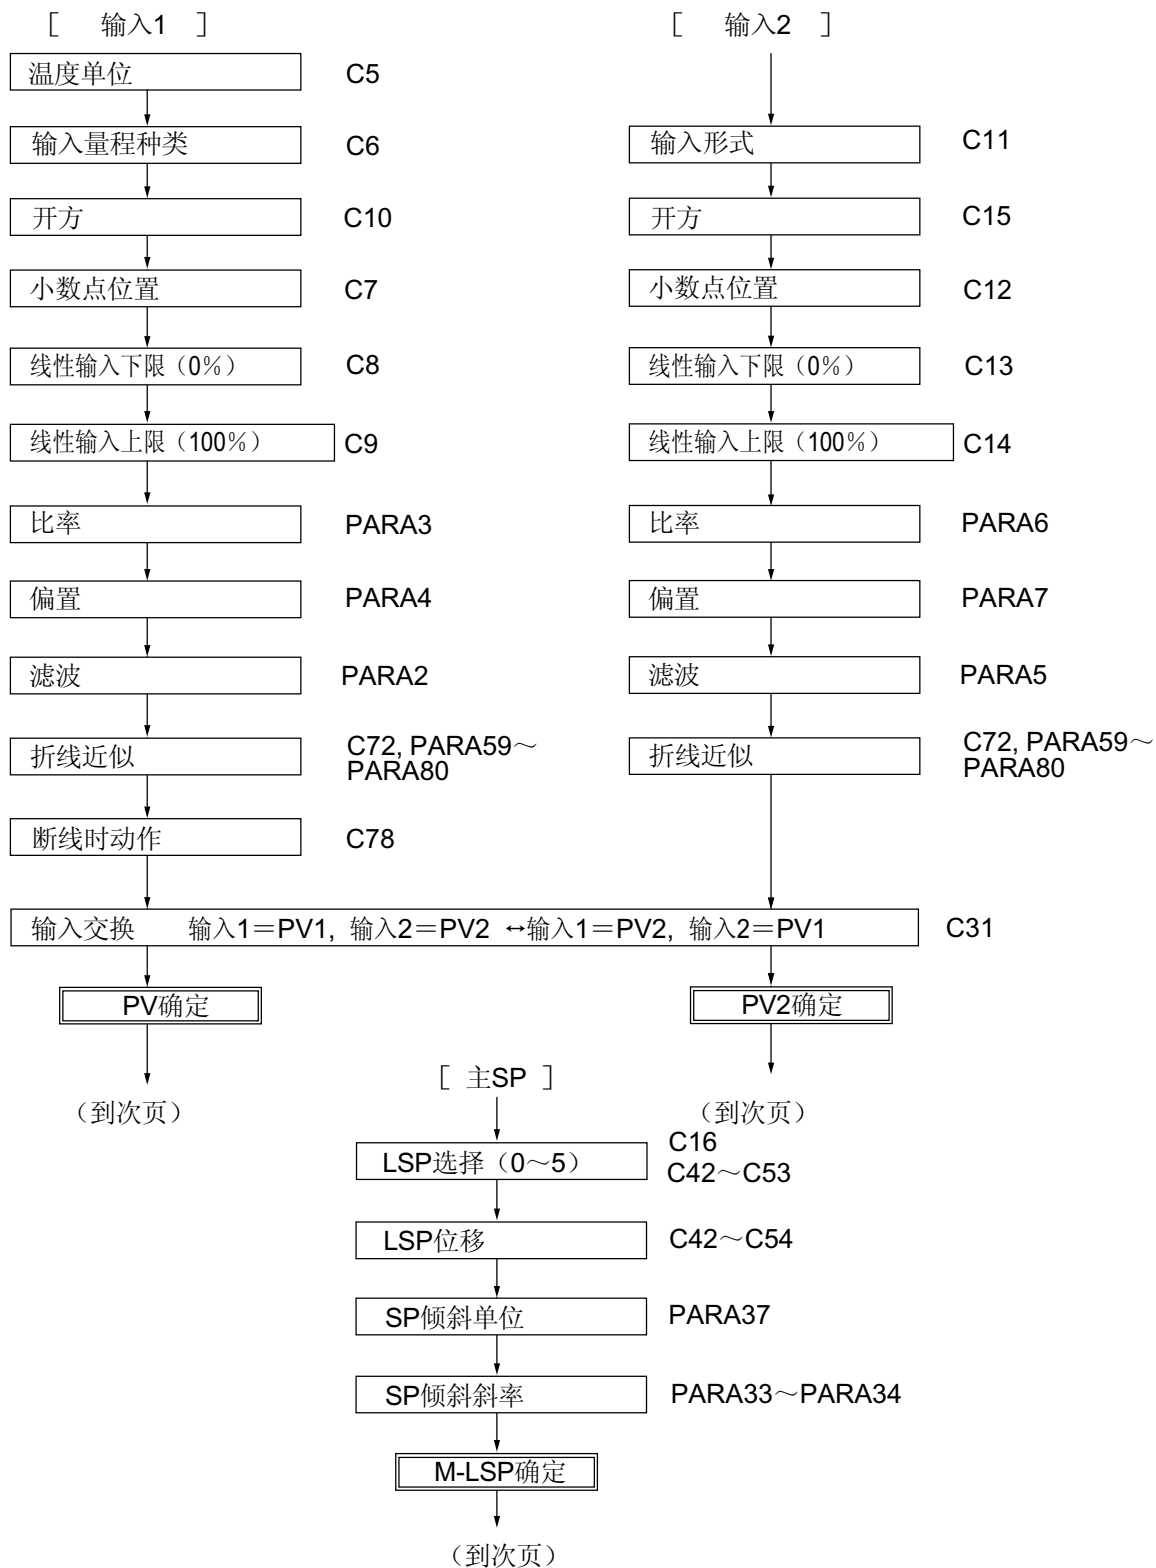 ［ 输入1 ］
温度单位 C5
输入量程种类 C6
开方 C10
小数点位置 C7
线性输入下限（0%） C8
线性输入上限（100%） C9
比率 PARA3
偏置 PARA4
滤波 PARA2
折线近似 C72, PARA59～
PARA80
断线时动作 C78
［ 输入2 ］
输入形式 C11
开方 C15
小数点位置 C12
线性输入下限（0%） C13
线性输入上限（100%） C14
比率 PARA6
偏置 PARA7
滤波 PARA5
折线近似 C72, PARA59～
PARA80
输入交换 输入1＝PV1, 输入2＝PV2 ↔输入1＝PV2, 输入2＝PV1 C31
PV确定
（到次页）
PV2确定
（到次页）
［ 主SP ］
LSP选择（0～5） C16
C42～C53
LSP位移 C42～C54
SP倾斜单位 PARA37
SP倾斜斜率 PARA33～PARA34
M-LSP确定
（到次页）